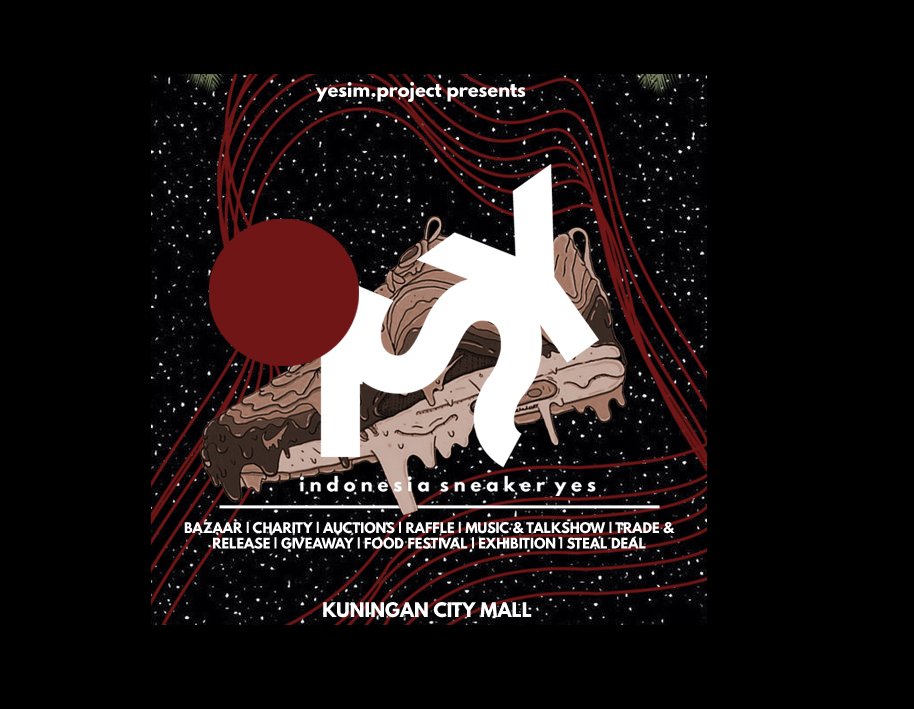 yesim.project presents
isy
indonesia sneaker yes
BAZAAR | CHARITY | AUCTIONS | RAFFLE | MUSIC & TALKSHOW | TRADE &
RELEASE | GIVEAWAY | FOOD FESTIVAL | EXHIBITION | STEAL DEAL
KUNINGAN CITY MALL